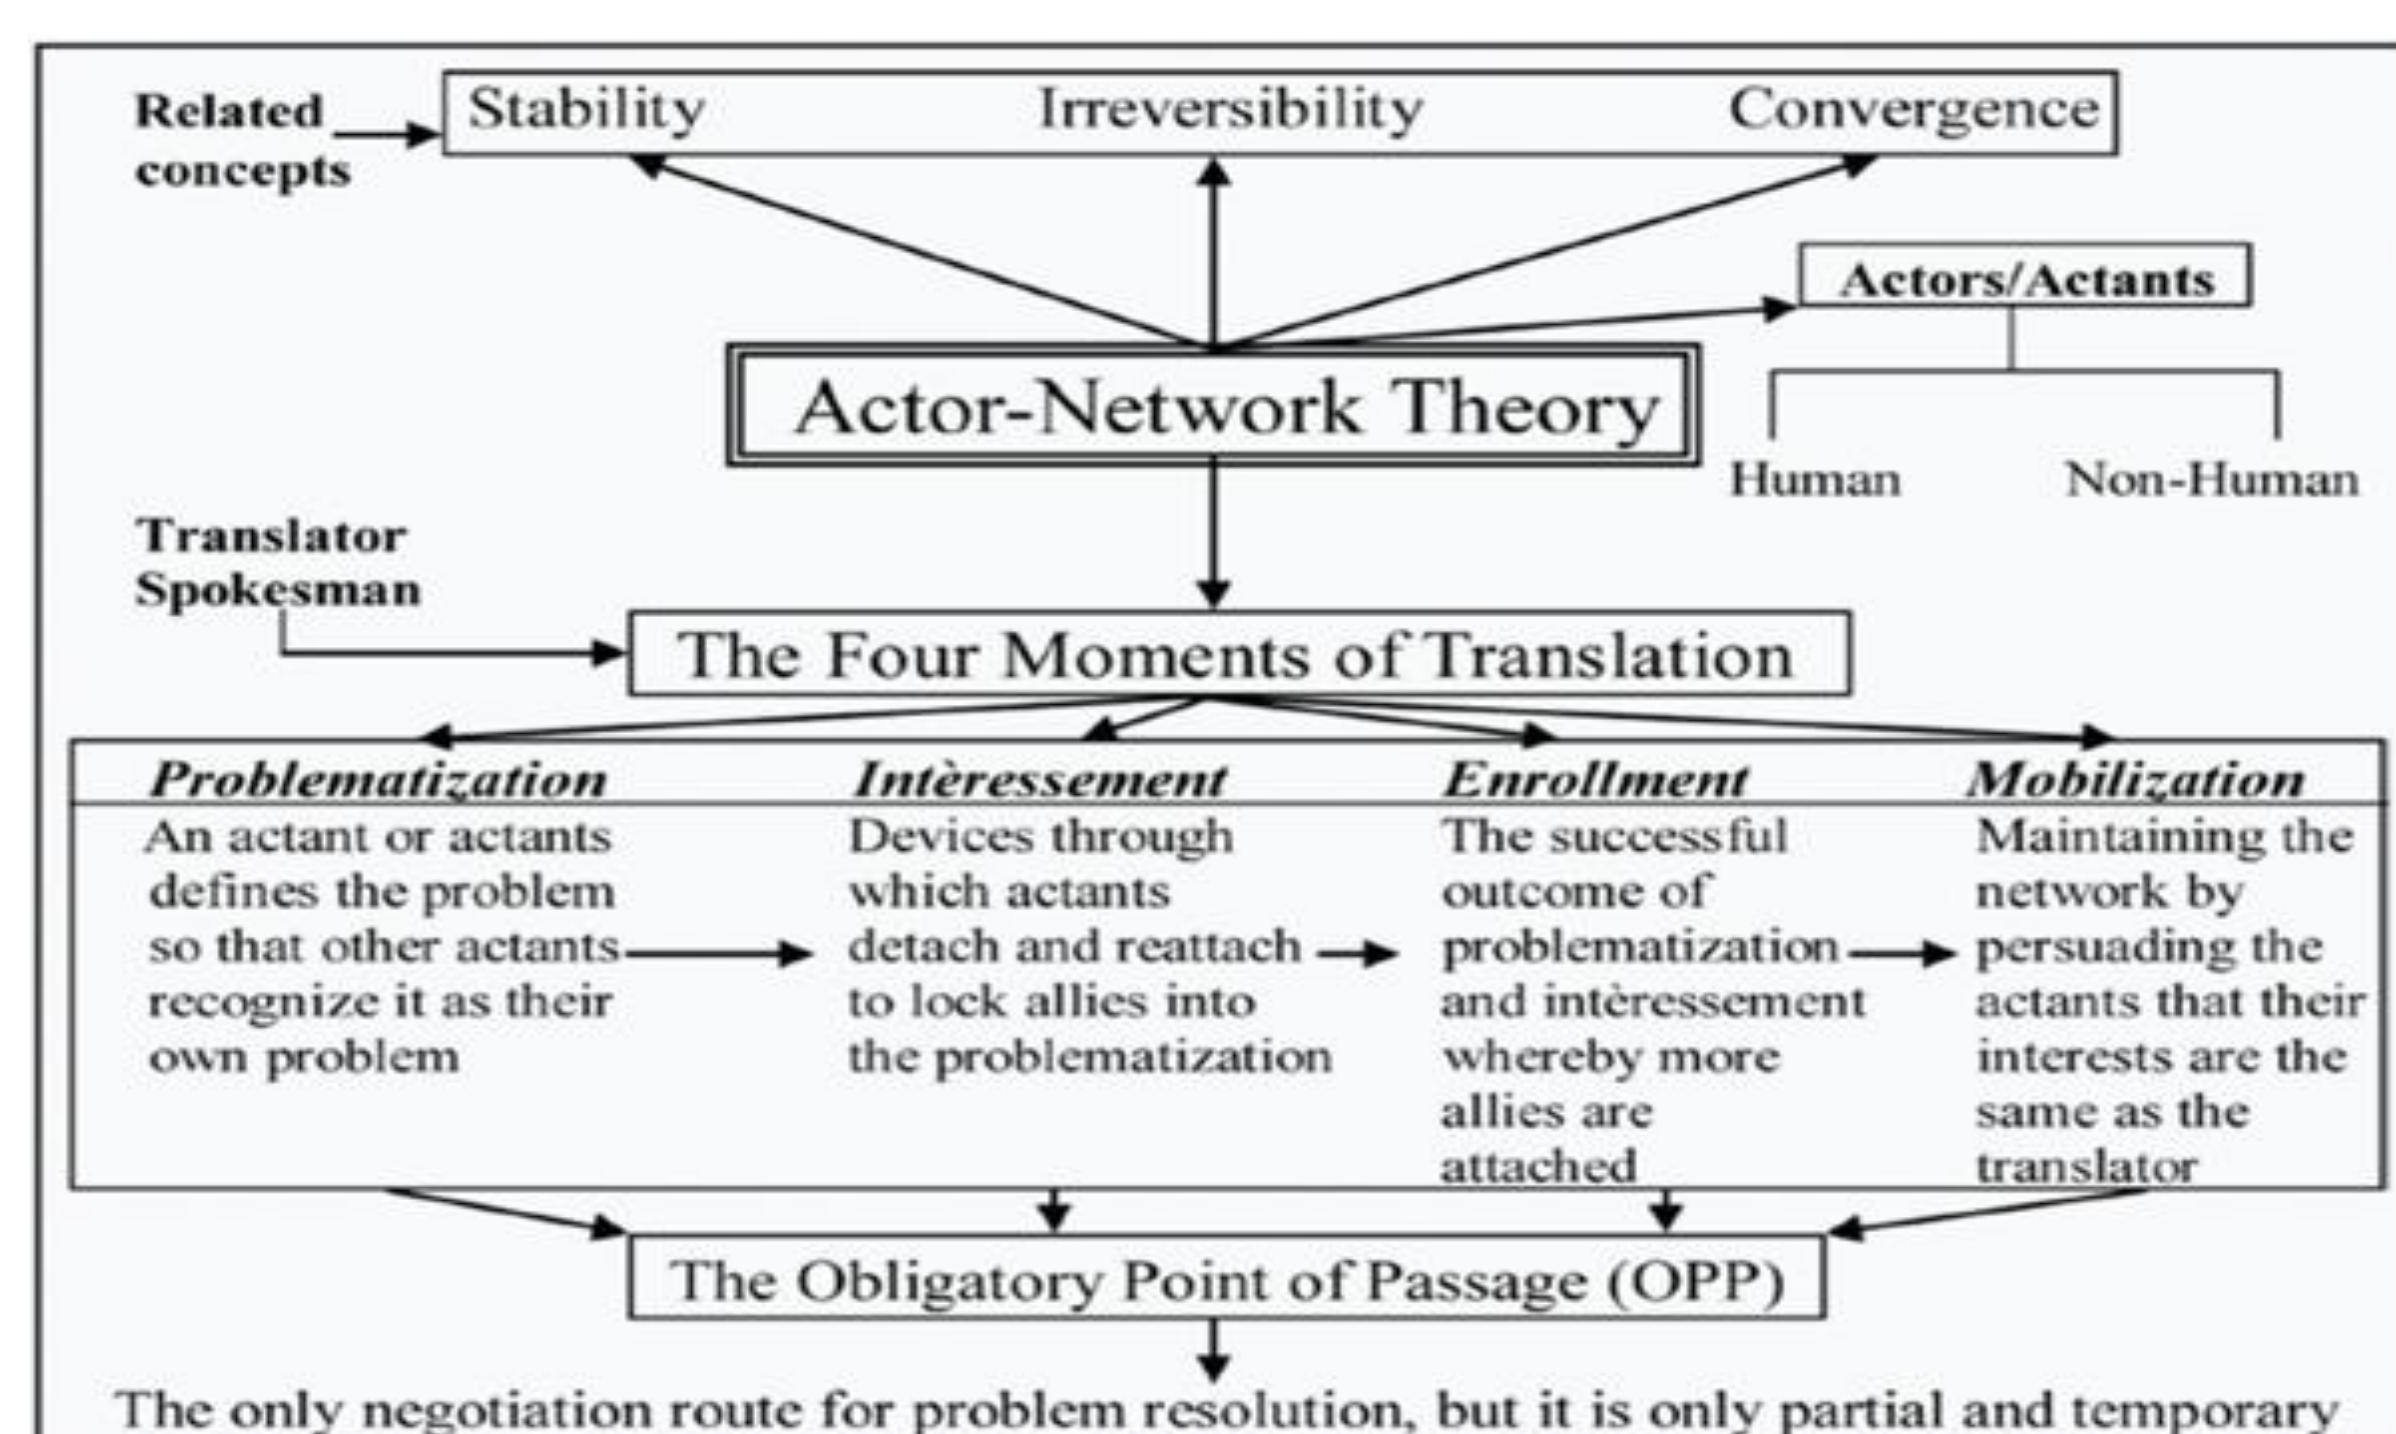 Related
concepts
Stability Irreversibility Convergence
Actors/Actants
Actor-Network Theory
Human Non-Human
Translator
Spokesman
The Four Moments of Translation
Problematization Intèressement Enrollment Mobilization
An actant or actants
defines the problem
so that other actants
recognize it as their
own problem
Devices through
which actants
detach and reattach
to lock allies into
the problematization
The successful
outcome of
problematization
and intèressement
whereby more
allies are
attached
Maintaining the
network by
persuading the
actants that their
interests are the
same as the
translator
The Obligatory Point of Passage (OPP)
The only negotiation route for problem resolution, but it is only partial and temporary